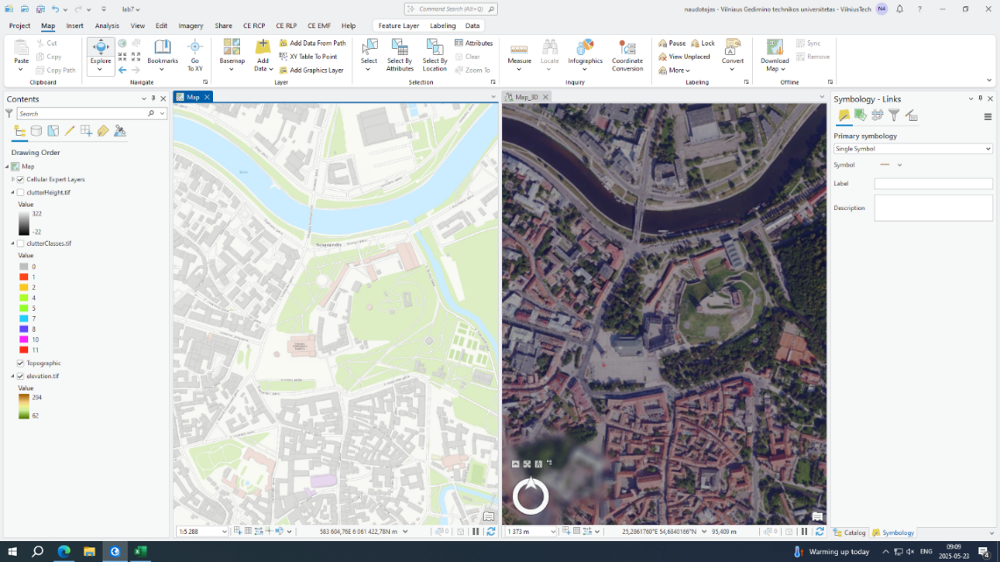 lab7
Command Search (Alt+Q)
naudotojas - Vilniaus Gedimino technikos universitetas - VilniusTech
N4
?
Project Map Insert Analysis View Edit Imagery Share CE RCP CE RLP CE EMF Help Feature Layer Labeling Data
Paste
Cut
Copy
Copy Path
Clipboard
Explore
Bookmarks
Go To XY
Navigate
Basemap
Add Data
Add Data From Path
XY Table To Point
Add Graphics Layer
Layer
Select
Select By Attributes
Select By Location
Attributes
Clear
Zoom To
Selection
Measure
Locate
Infographics
Coordinate Conversion
Inquiry
Pause
Lock
View Unplaced
More
Convert
Labeling
Download Map
Sync
Remove
Offline
Contents
Search
Drawing Order
Map
Cellular Expert Layers
clutterHeight.tif
Value
322
-22
clutterClasses.tif
Value
0
1
2
4
5
7
8
10
11
Topographic
elevation.tif
Value
294
62
Map
1:5 288
583 604,76E 6 061 422,78N m
0
Map_3D
1 373 m
25,2861760°E 54,6840166°N
95,409 m
0
Symbology - Links
Primary symbology
Single Symbol
Symbol
Label
Description
Catalog
Symbology
Warming up today
ENG
09:09
2025-05-23
4